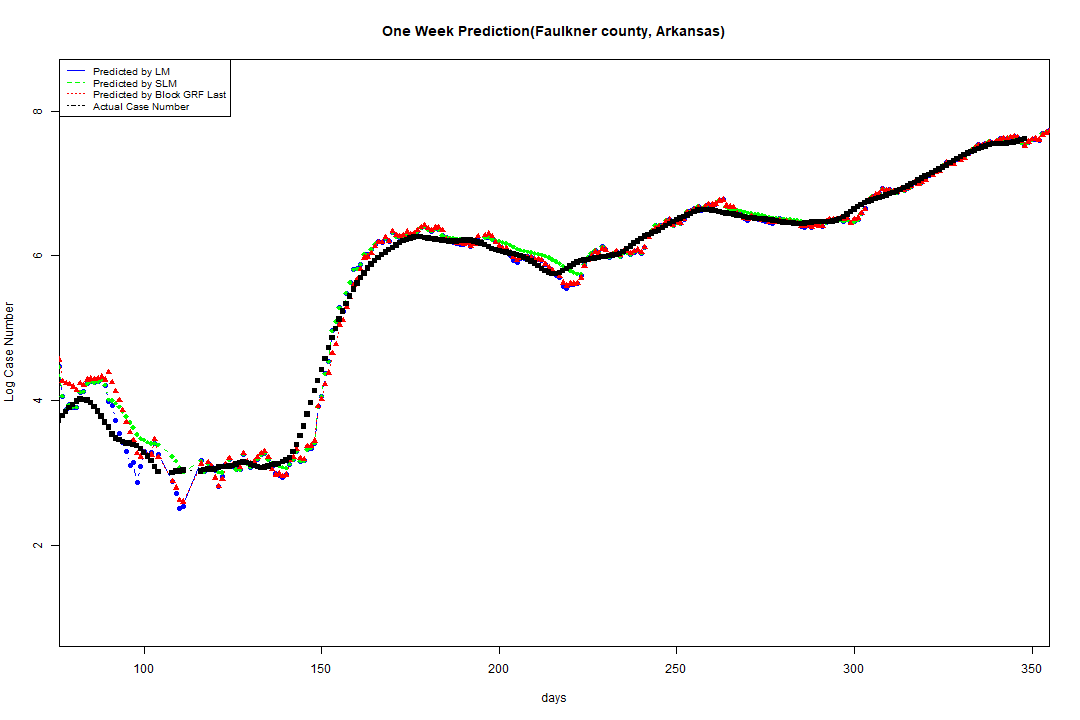 One Week Prediction(Faulkner county, Arkansas)
Predicted by LM
Predicted by SLM
Predicted by Block GRF Last
Actual Case Number
8
6
4
2
Log Case Number
100 150 200 250 300 350
days